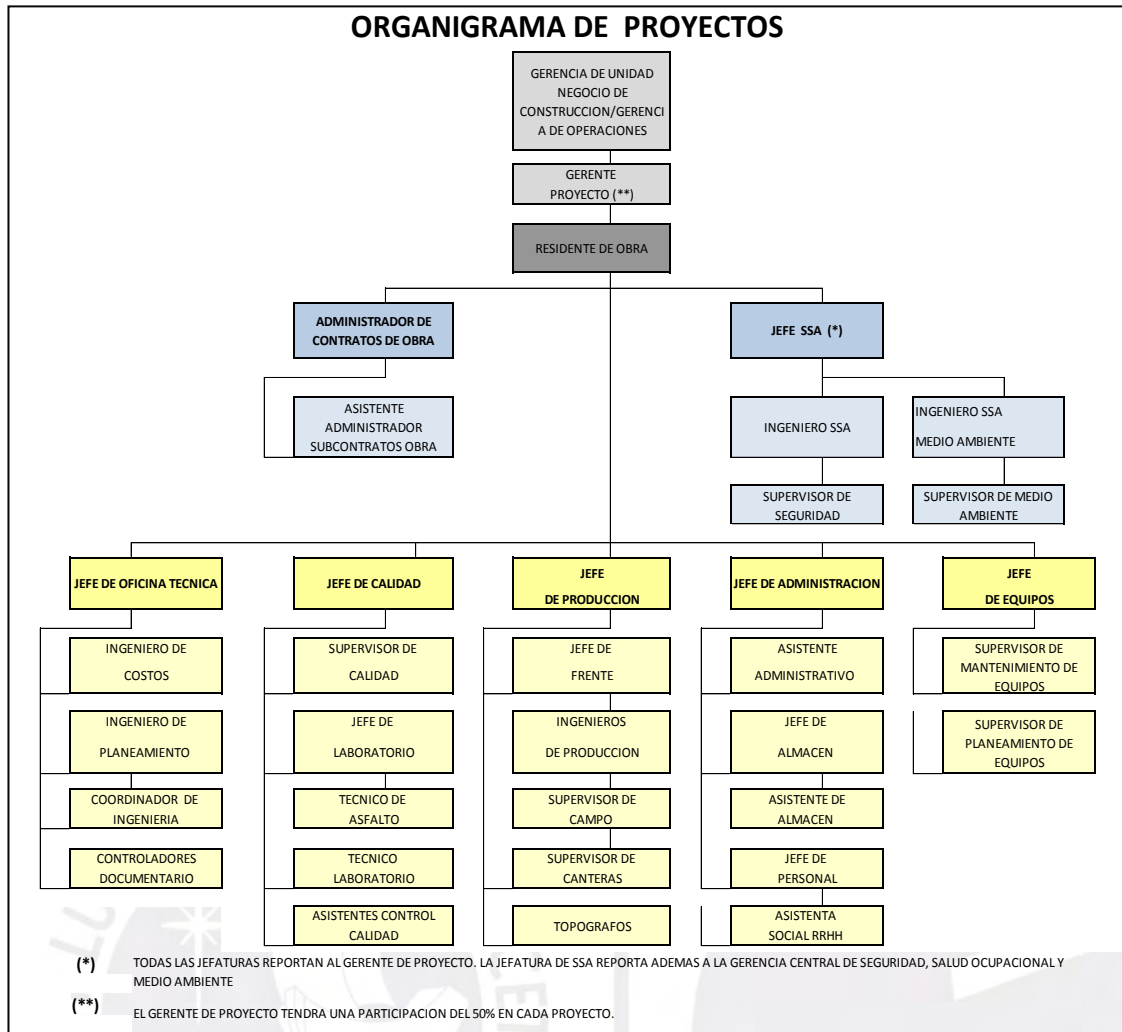 ORGANIGRAMA DE PROYECTOS
GERENCIA DE UNIDAD
NEGOCIO DE
CONSTRUCCION/GERENCI
A DE OPERACIONES
GERENTE
PROYECTO (**)
RESIDENTE DE OBRA
ADMINISTRADOR DE
CONTRATOS DE OBRA
JEFE SSA (*)
ASISTENTE
ADMINISTRADOR
SUBCONTRATOS OBRA
INGENIERO SSA
INGENIERO SSA
MEDIO AMBIENTE
SUPERVISOR DE
SEGURIDAD
SUPERVISOR DE MEDIO
AMBIENTE
JEFE DE OFICINA TECNICA
JEFE DE CALIDAD
JEFE
DE PRODUCCION
JEFE DE ADMINISTRACION
JEFE
DE EQUIPOS
INGENIERO DE
COSTOS
SUPERVISOR DE
CALIDAD
JEFE DE
FRENTE
ASISTENTE
ADMINISTRATIVO
SUPERVISOR DE
MANTENIMIENTO DE
EQUIPOS
INGENIERO DE
PLANEAMIENTO
JEFE DE
LABORATORIO
INGENIEROS
DE PRODUCCION
JEFE DE
ALMACEN
SUPERVISOR DE
PLANEAMIENTO DE
EQUIPOS
COORDINADOR DE
INGENIERIA
TECNICO DE
ASFALTO
SUPERVISOR DE
CAMPO
ASISTENTE DE
ALMACEN
CONTROLADORES
DOCUMENTARIO
TECNICO
LABORATORIO
SUPERVISOR DE
CANTERAS
JEFE DE
PERSONAL
ASISTENTES CONTROL
CALIDAD
TOPOGRAFOS
ASISTENTA
SOCIAL RRHH
(*) TODAS LAS JEFATURAS REPORTAN AL GERENTE DE PROYECTO. LA JEFATURA DE SSA REPORTA ADEMAS A LA GERENCIA CENTRAL DE SEGURIDAD, SALUD OCUPACIONAL Y
MEDIO AMBIENTE
(**) EL GERENTE DE PROYECTO TENDRA UNA PARTICIPACION DEL 50% EN CADA PROYECTO.